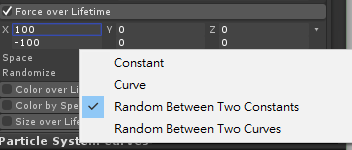 Force over Lifetime
X 100 Y 0 Z 0
-100 0 0
Space
Randomize
Constant
Curve
Random Between Two Constants
Random Between Two Curves
Color over Li
Color by Spe
Size over Lif
Particle System Curves